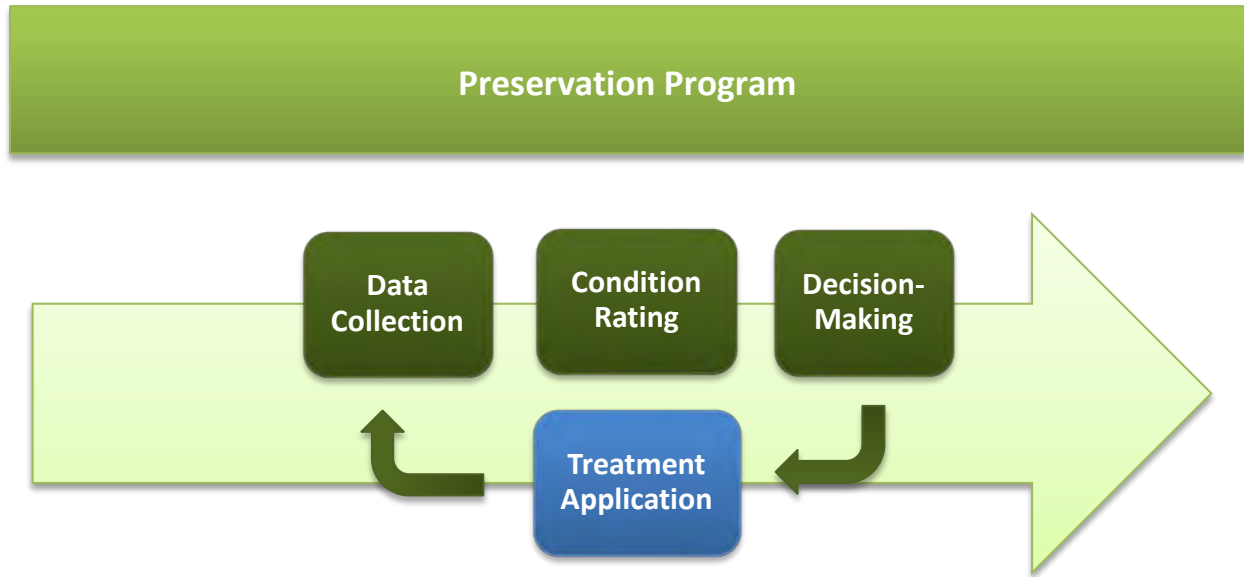 Preservation Program
Data
Collection
Condition
Rating
Decision-
Making
Treatment
Application